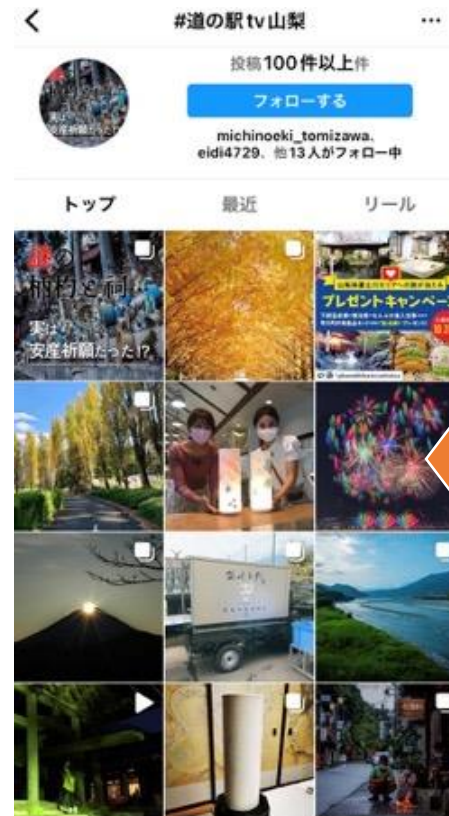 #道の駅tv山梨
投稿100件以上件
フォローする
michinoeki_tomizawa、
eidi4729、他13人がフォロー中
トップ
最近
リール
柄杓と祠
実は
安産祈願だった!?
プレゼントキャンペーン